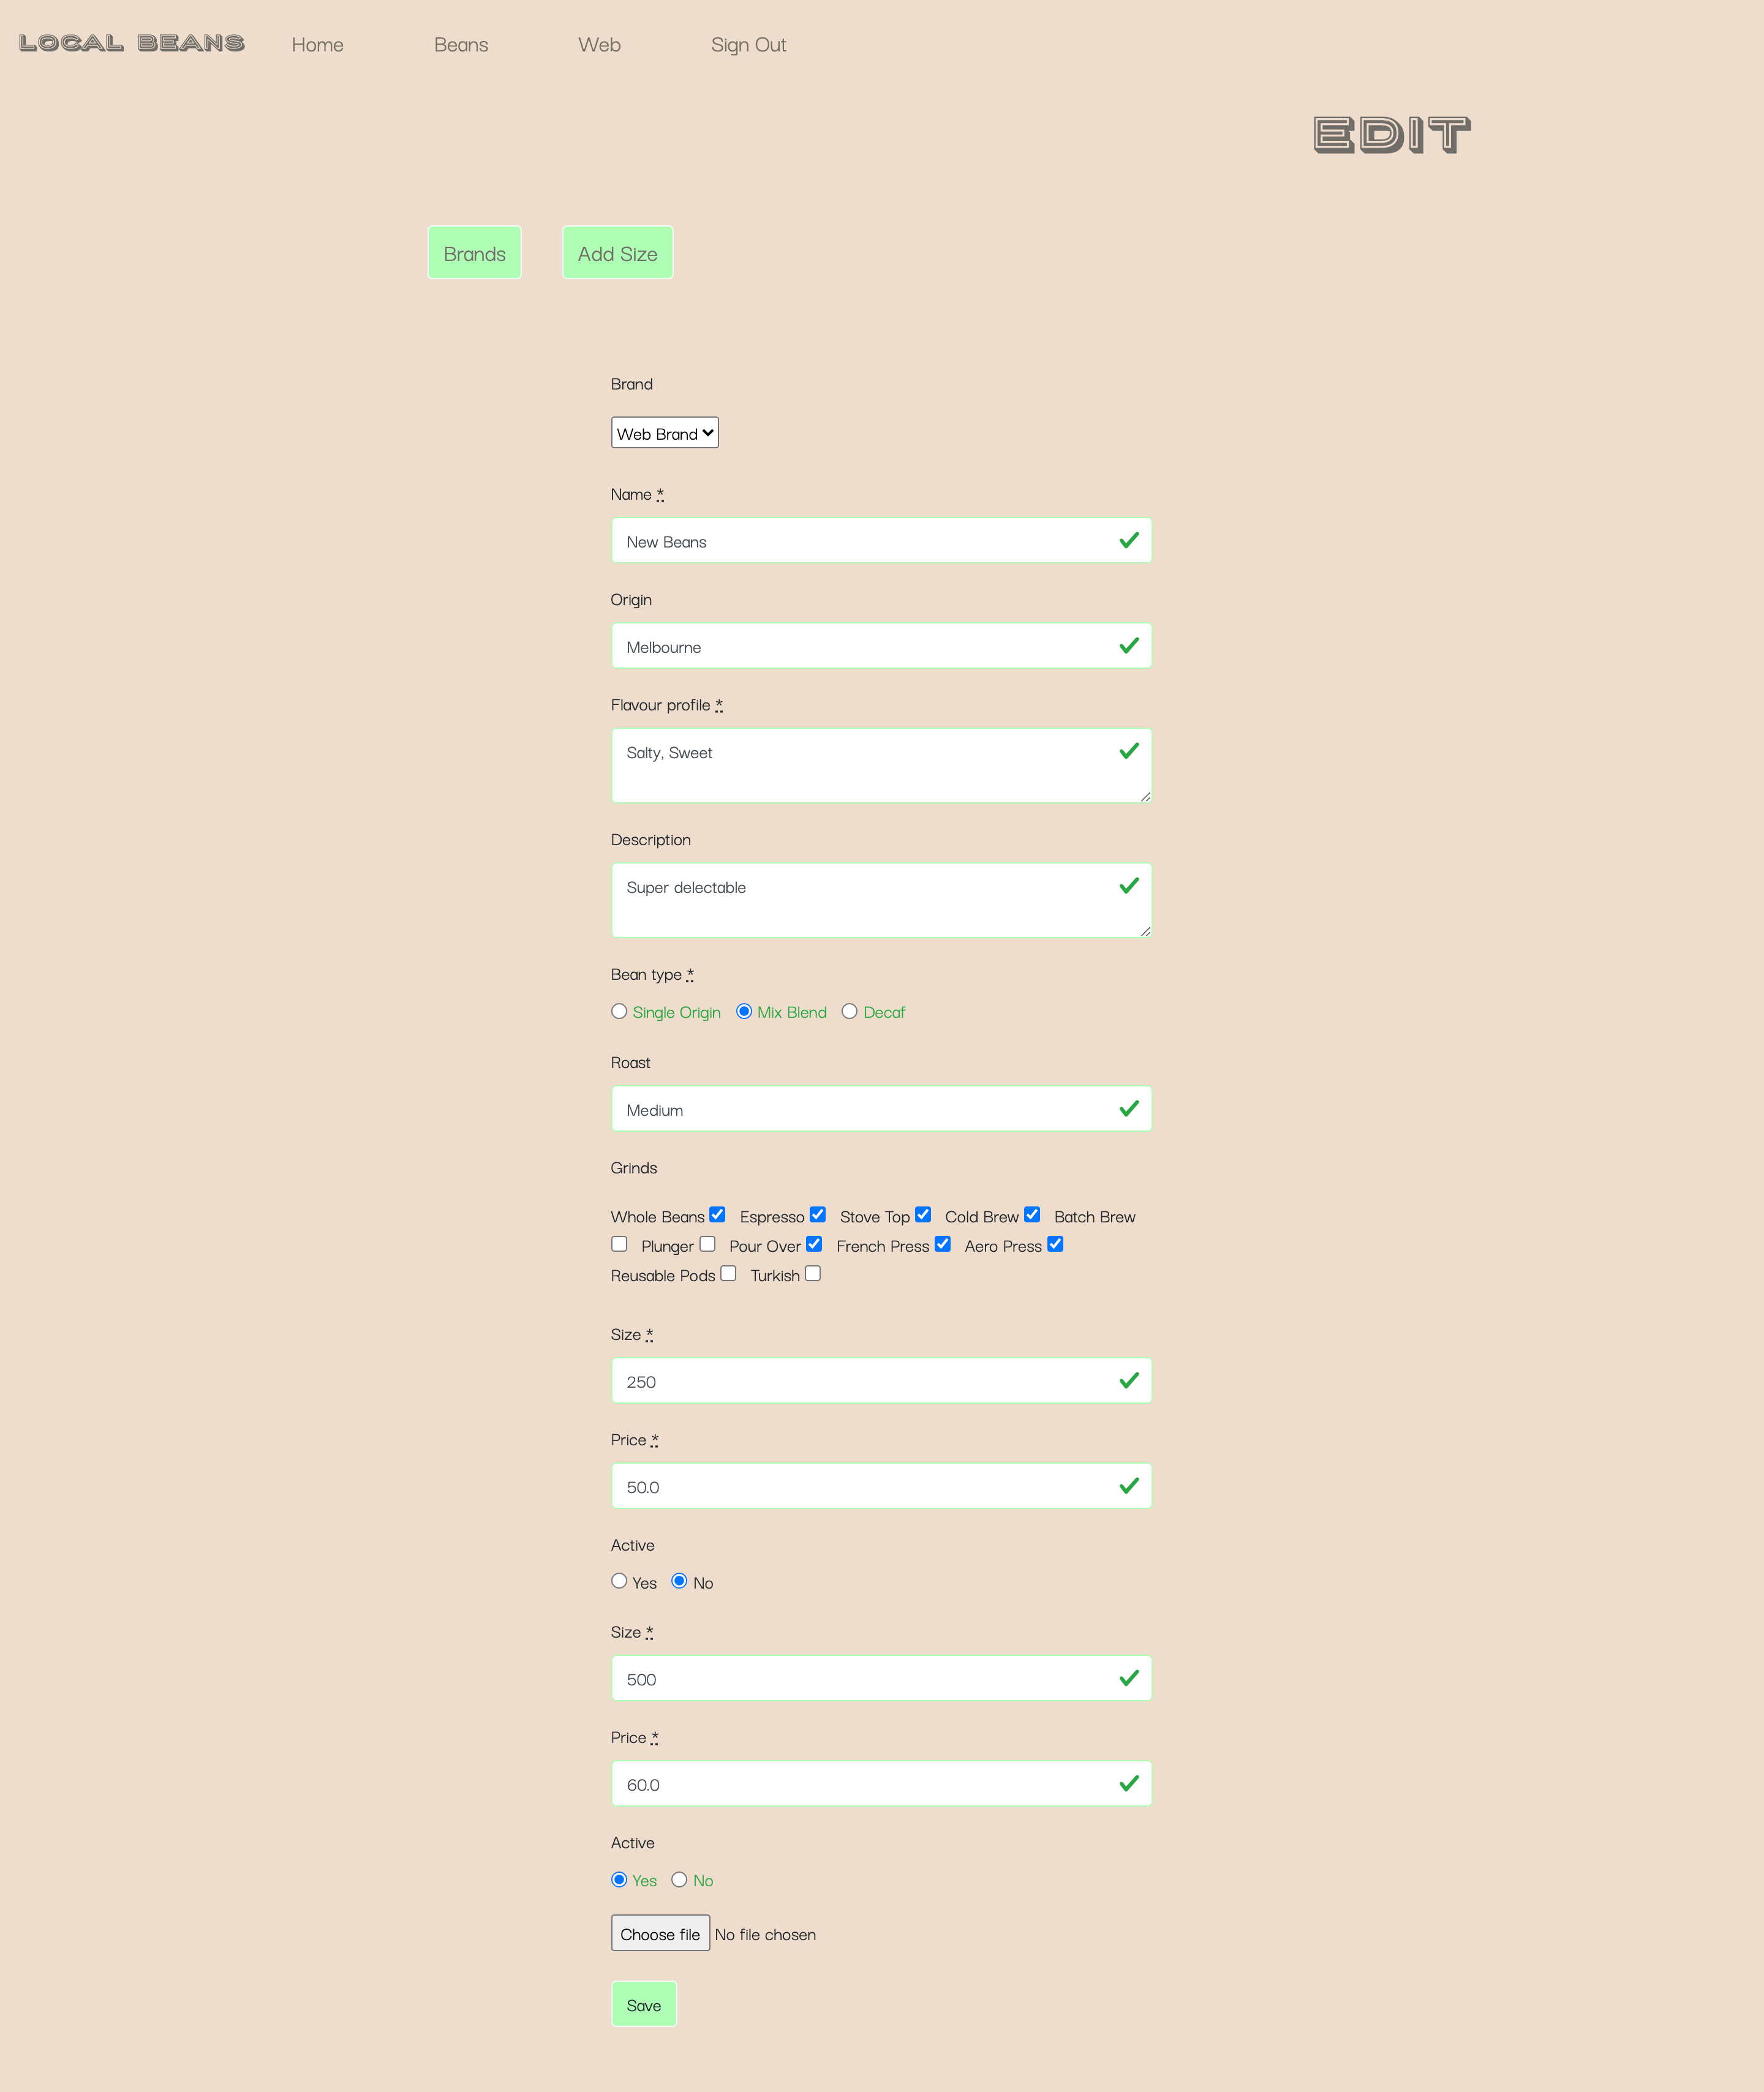 LOCAL BEANS Home Beans Web Sign Out
EDIT
Brands Add Size
Brand
Web Brand
Name *
New Beans
Origin
Melbourne
Flavour profile *
Salty, Sweet
Description
Super delectable
Bean type *
Single Origin Mix Blend Decaf
Roast
Medium
Grinds
Whole Beans Espresso Stove Top Cold Brew Batch Brew
Plunger Pour Over French Press Aero Press
Reusable Pods Turkish
Size *
250
Price *
50.0
Active
Yes No
Size *
500
Price *
60.0
Active
Yes No
Choose file No file chosen
Save